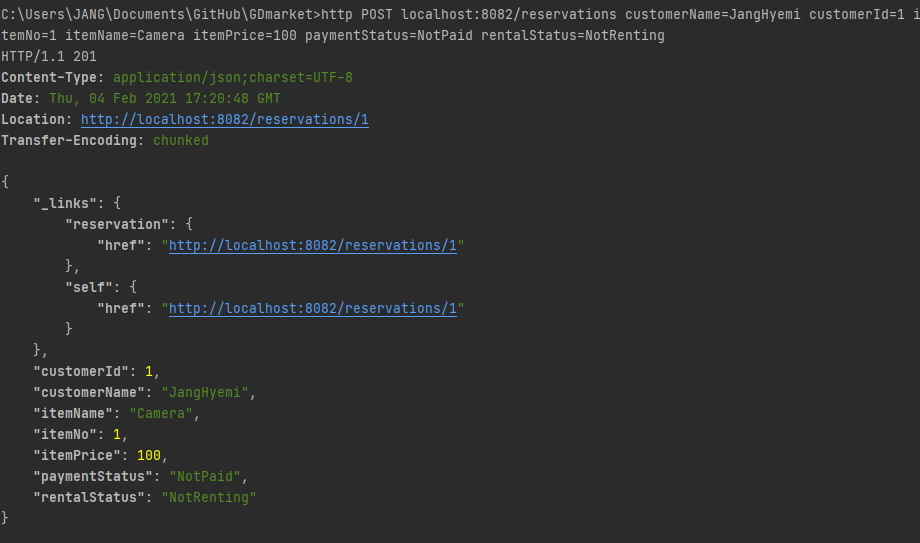 C:\Users\JANG\Documents\GitHub\GDmarket>http POST localhost:8082/reservations customerName=JangHyemi customerId=1 i
temNo=1 itemName=Camera itemPrice=100 paymentStatus=NotPaid rentalStatus=NotRenting
HTTP/1.1 201
Content-Type: application/json;charset=UTF-8
Date: Thu, 04 Feb 2021 17:20:48 GMT
Location: http://localhost:8082/reservations/1
Transfer-Encoding: chunked

{
    "_links": {
        "reservation": {
            "href": "http://localhost:8082/reservations/1"
        },
        "self": {
            "href": "http://localhost:8082/reservations/1"
        }
    },
    "customerId": 1,
    "customerName": "JangHyemi",
    "itemName": "Camera",
    "itemNo": 1,
    "itemPrice": 100,
    "paymentStatus": "NotPaid",
    "rentalStatus": "NotRenting"
}